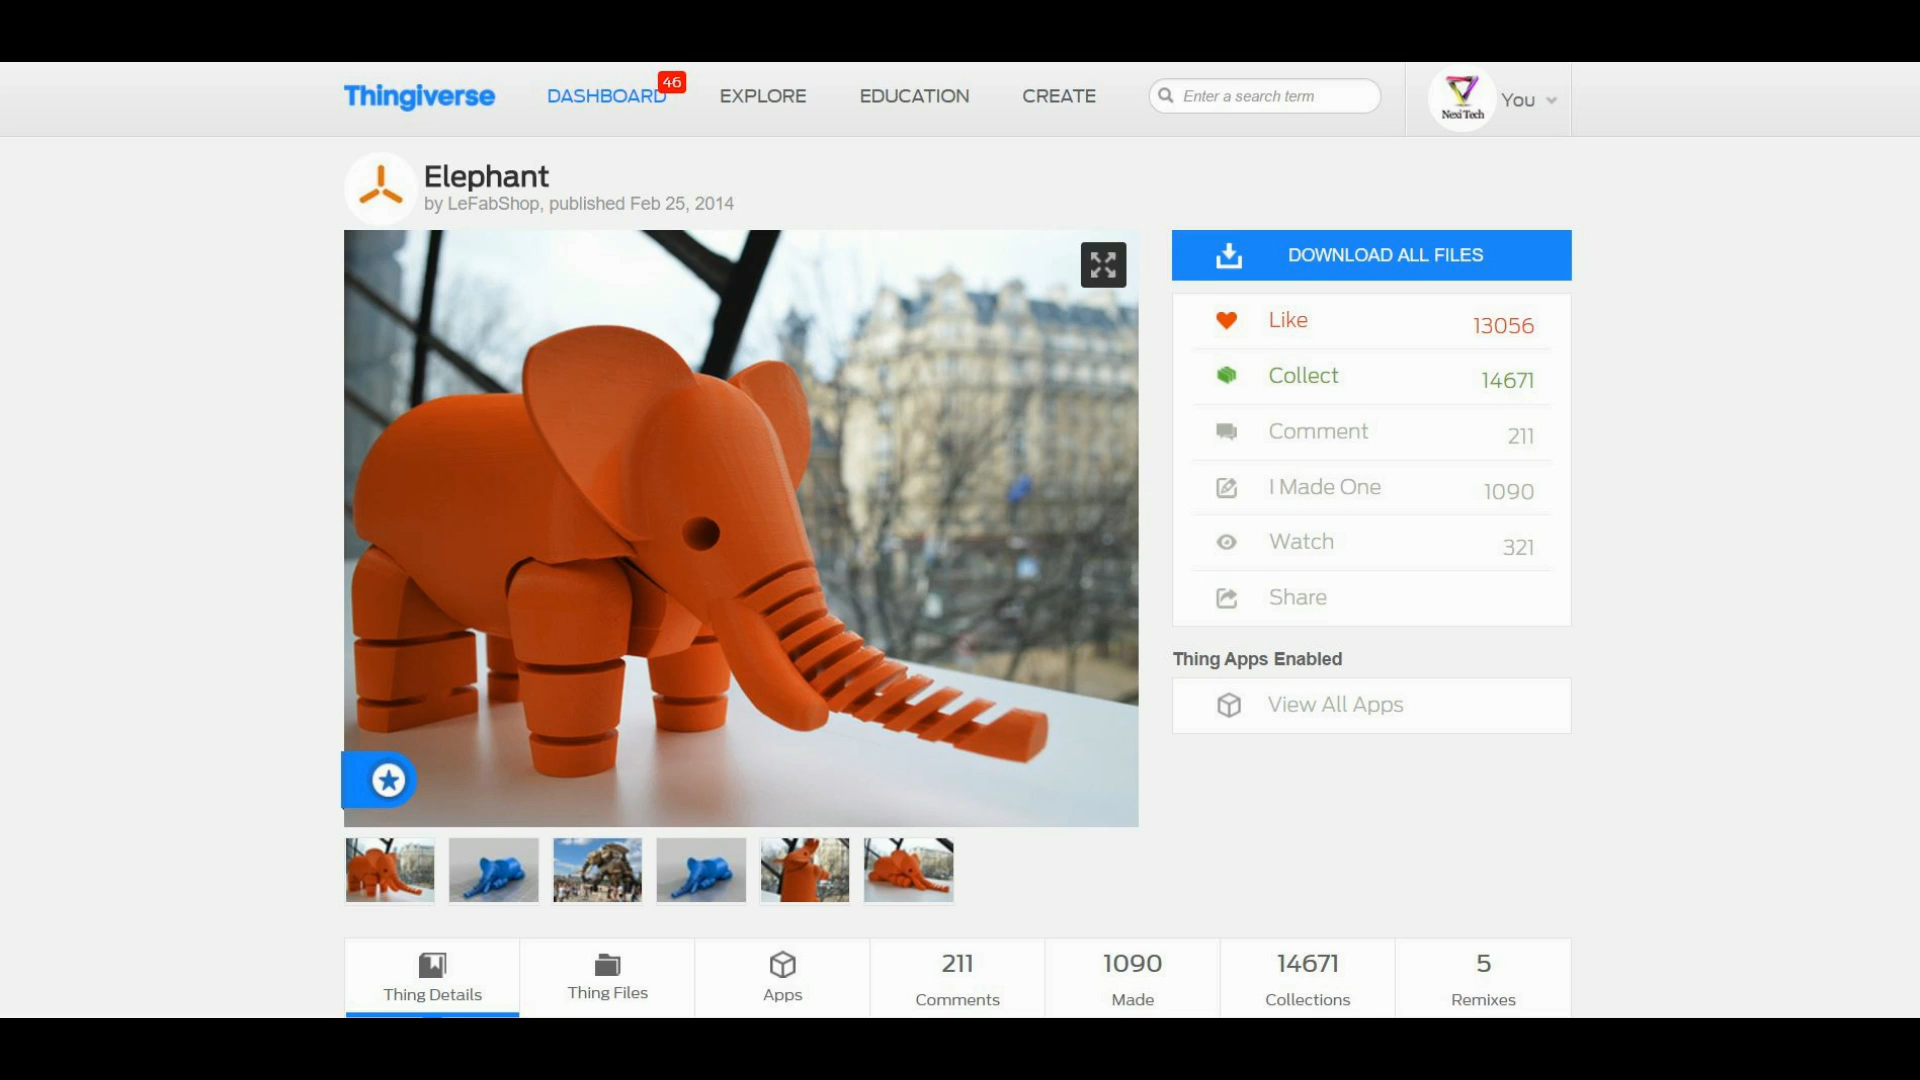 Thingiverse
DASHBOARD
46
EXPLORE
EDUCATION
CREATE
Enter a search term
Nexi Tech
You
Elephant
by LeFabShop, published Feb 25, 2014
DOWNLOAD ALL FILES
Like 13056
Collect 14671
Comment 211
I Made One 1090
Watch 321
Share
Thing Apps Enabled
View All Apps
Thing Details
Thing Files
Apps
211
Comments
1090
Made
14671
Collections
5
Remixes